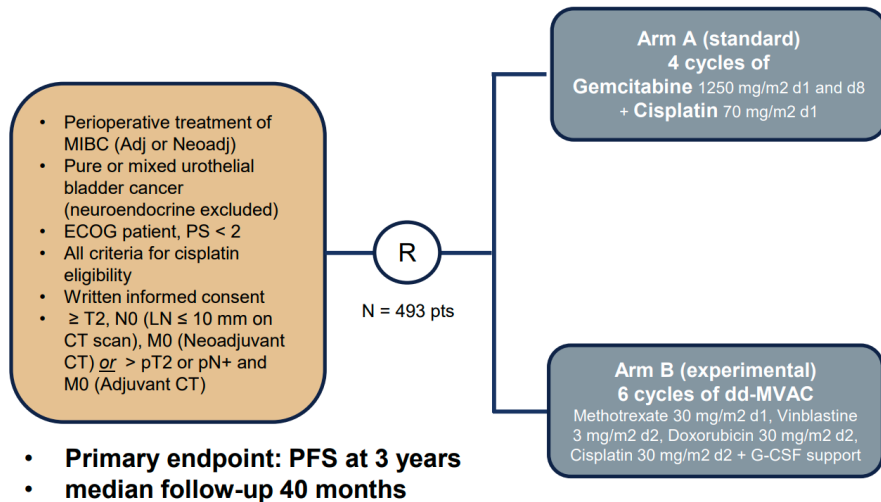 • Perioperative treatment of
MIBC (Adj or Neoadj)
• Pure or mixed urothelial
bladder cancer
(neuroendocrine excluded)
• ECOG patient, PS < 2
• All criteria for cisplatin
eligibility
• Written informed consent
• ≥ T2, N0 (LN ≤ 10 mm on
CT scan), M0 (Neoadjuvant
CT) or > pT2 or pN+ and
M0 (Adjuvant CT)
R
N = 493 pts
Arm A (standard)
4 cycles of
Gemcitabine 1250 mg/m2 d1 and d8
+ Cisplatin 70 mg/m2 d1
Arm B (experimental)
6 cycles of dd-MVAC
Methotrexate 30 mg/m2 d1, Vinblastine
3 mg/m2 d2, Doxorubicin 30 mg/m2 d2,
Cisplatin 30 mg/m2 d2 + G-CSF support
• Primary endpoint: PFS at 3 years
• median follow-up 40 months